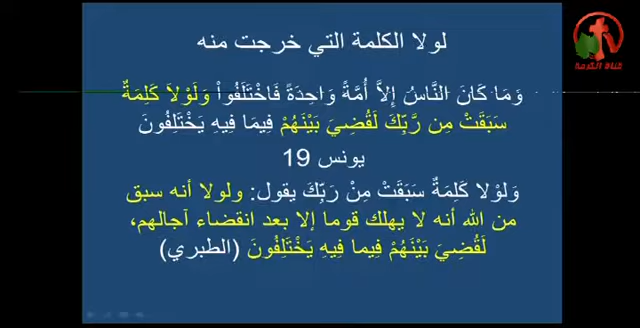 لولا الكلمة التي خرجت منه
قناة الكرمة
وَمَا كَانَ النَّاسُ إِلاَّ أُمَّةً وَاحِدَةً فَاخْتَلَفُواْ وَلَوْلاَ كَلِمَةٌ
سَبَقَتْ مِن رَّبِّكَ لَقُضِيَ بَيْنَهُمْ فِيمَا فِيهِ يَخْتَلِفُونَ
يونس 19
وَلَوْلا كَلِمَةٌ سَبَقَتْ مِنْ رَبِّكَ يقول: ولولا أنه سبق
من الله أنه لا يهلك قوما إلا بعد انقضاء آجالهم،
لَقُضِيَ بَيْنَهُمْ فِيما فِيهِ يَخْتَلِفُونَ (الطبري)